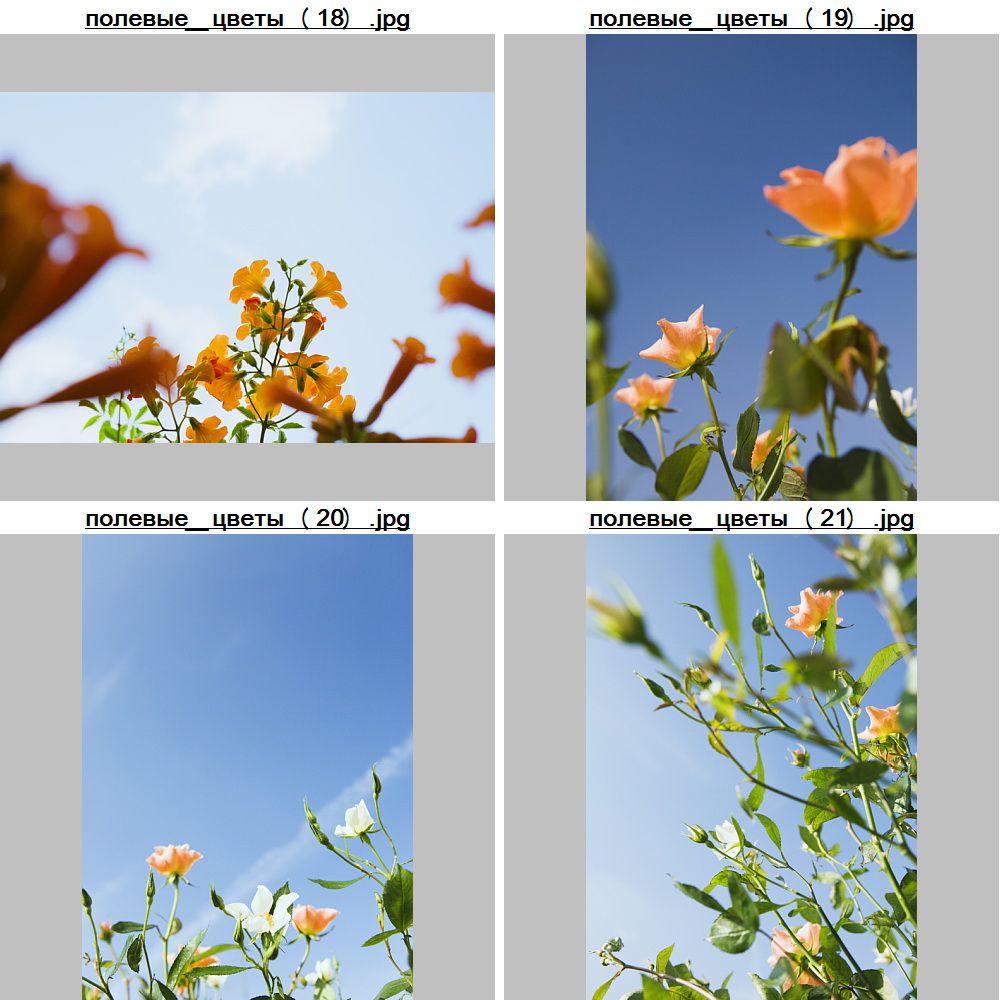 полевые__цветы (18) .jpg
полевые__цветы (19) .jpg
полевые__цветы (20) .jpg
полевые__цветы (21) .jpg